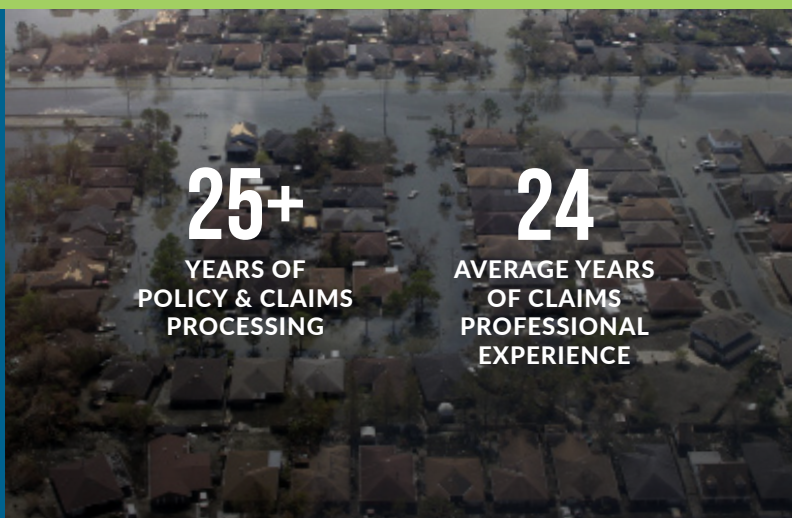 25+
YEARS OF
POLICY & CLAIMS
PROCESSING
24
AVERAGE YEARS
OF CLAIMS
PROFESSIONAL
EXPERIENCE